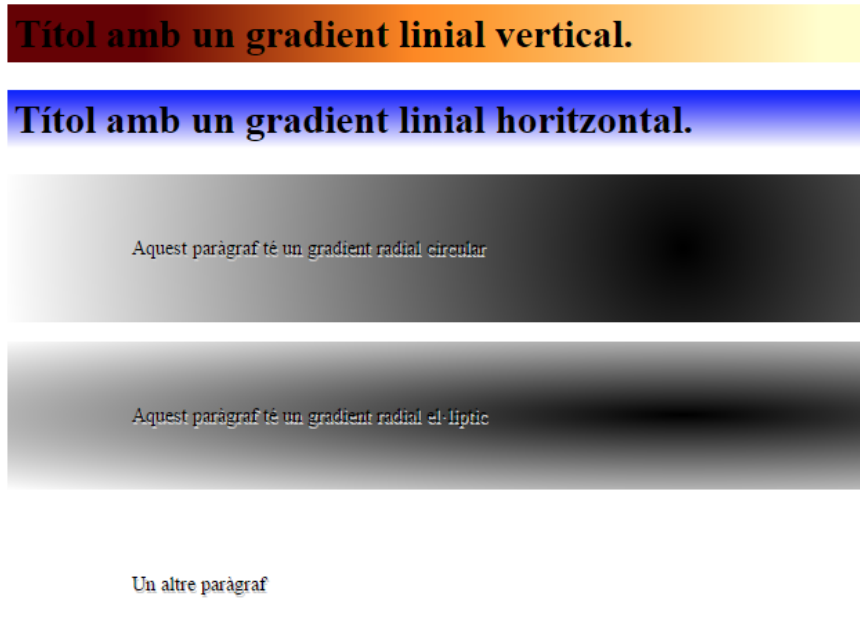 Títol amb un gradient linial vertical.
Títol amb un gradient linial horitzontal.
Aquest paràgraf té un gradient radial circular
Aquest paràgraf té un gradient radial el·líptic
Un altre paràgraf